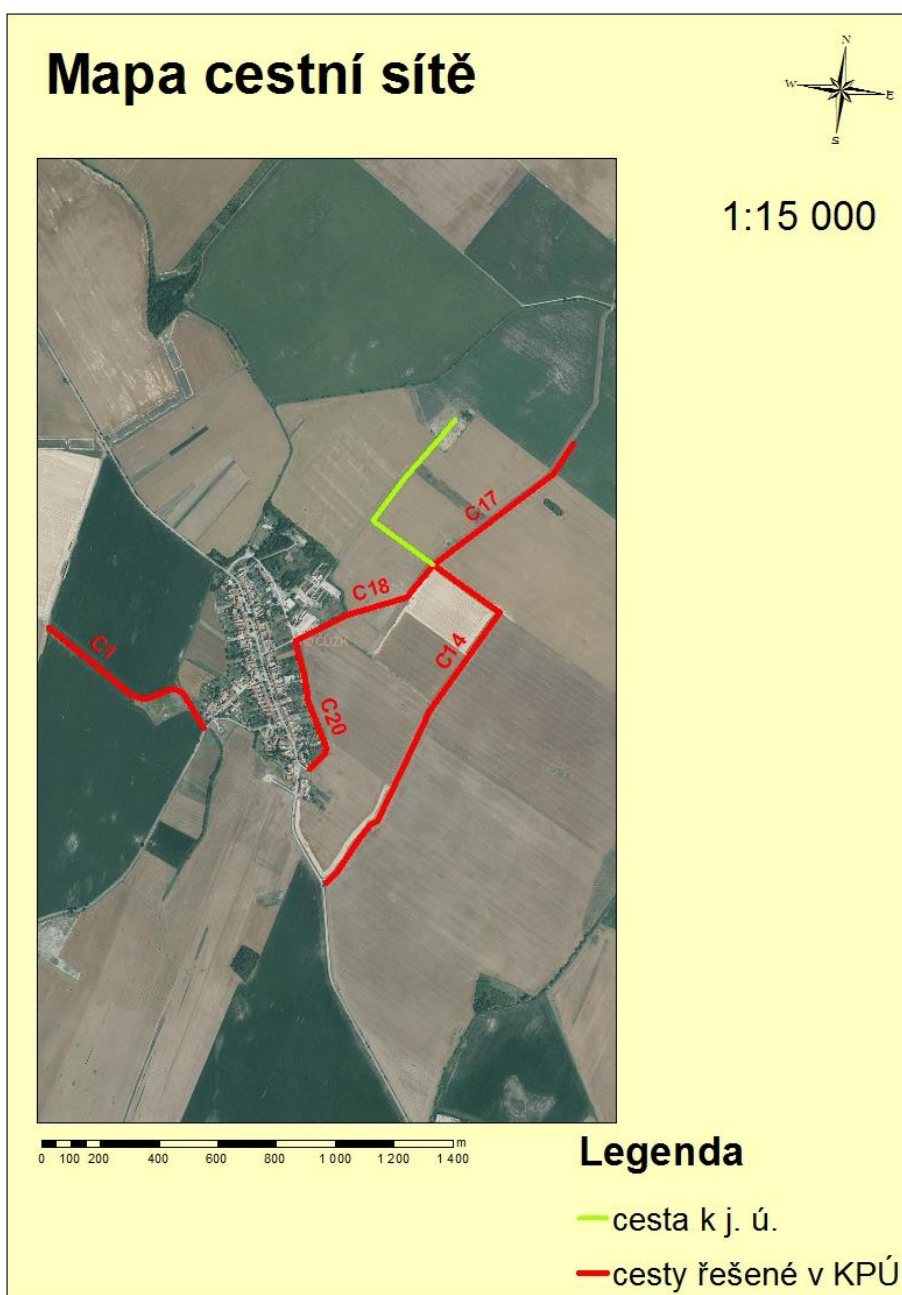 Mapa cestní sítě
N
W
E
S
1:15 000
C17
C18
© ČÚZK
C1
C14
C20
m
0 100 200 400 600 800 1 000 1 200 1 400
Legenda
cesta k j. ú.
cesty řešené v KPÚ